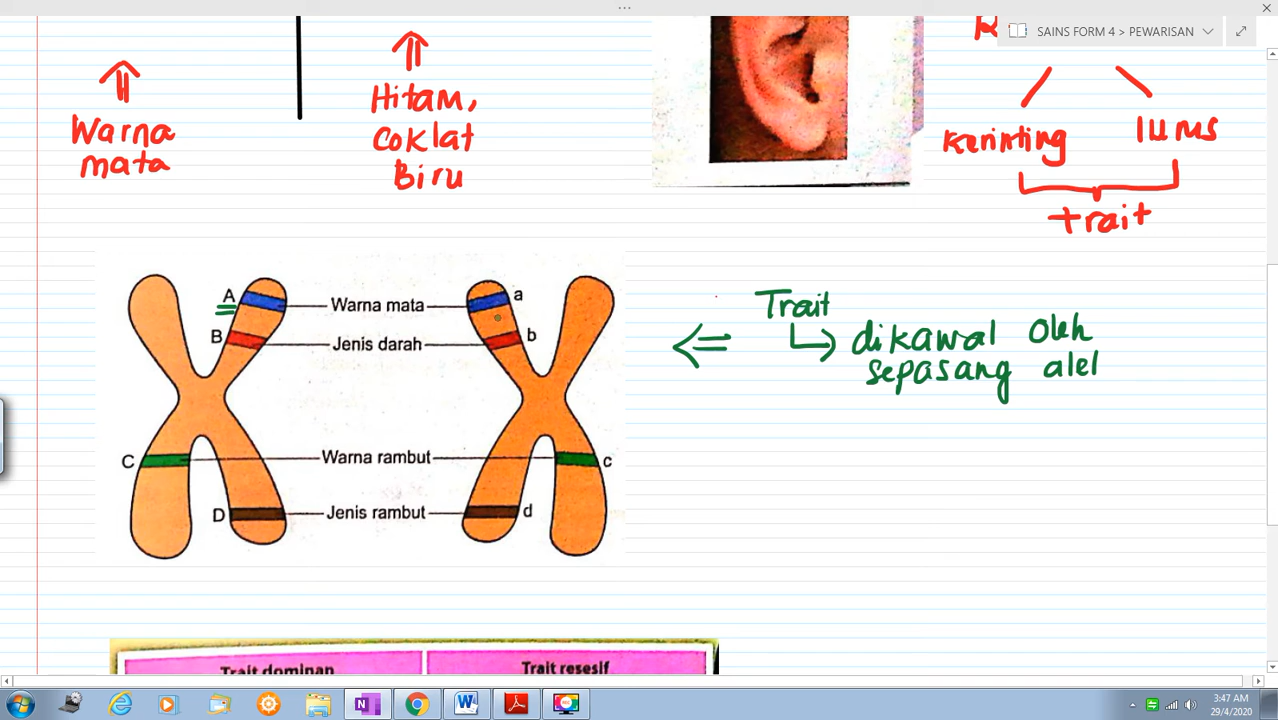 SAINS FORM 4 > PEWARISAN
Warna
mata
Hitam,
Coklat
Biru
kerinting
lurus
trait
A
Warna mata
a
B
Jenis darah
b
Trait
dikawal oleh
sepasang alel
C
Warna rambut
c
D
Jenis rambut
d
Trait dominan
Trait resesif
3:47 AM
29/4/2020